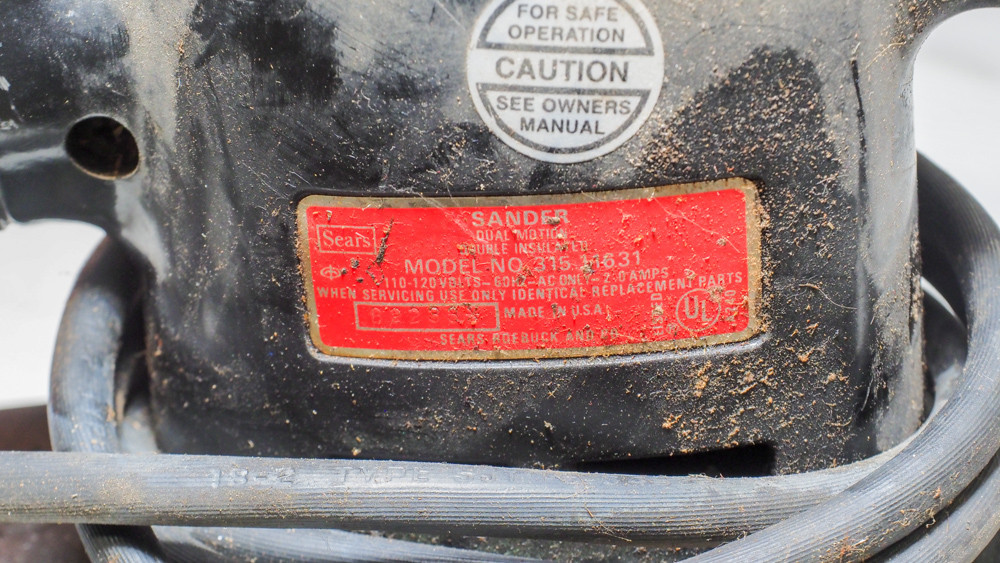 FOR SAFE
OPERATION
CAUTION
SEE OWNERS
MANUAL
SANDER
Sears
DUAL MOTION
DOUBLE INSULATED
MODEL NO. 315.11631
110-120 VOLTS-60HZ-AC ONLY- AMPS
WHEN SERVICING USE ONLY IDENTICAL REPLACEMENT PARTS
MADE IN U.S.A.
UL
SEARS ROEBUCK AND CO
18-2 TYPE